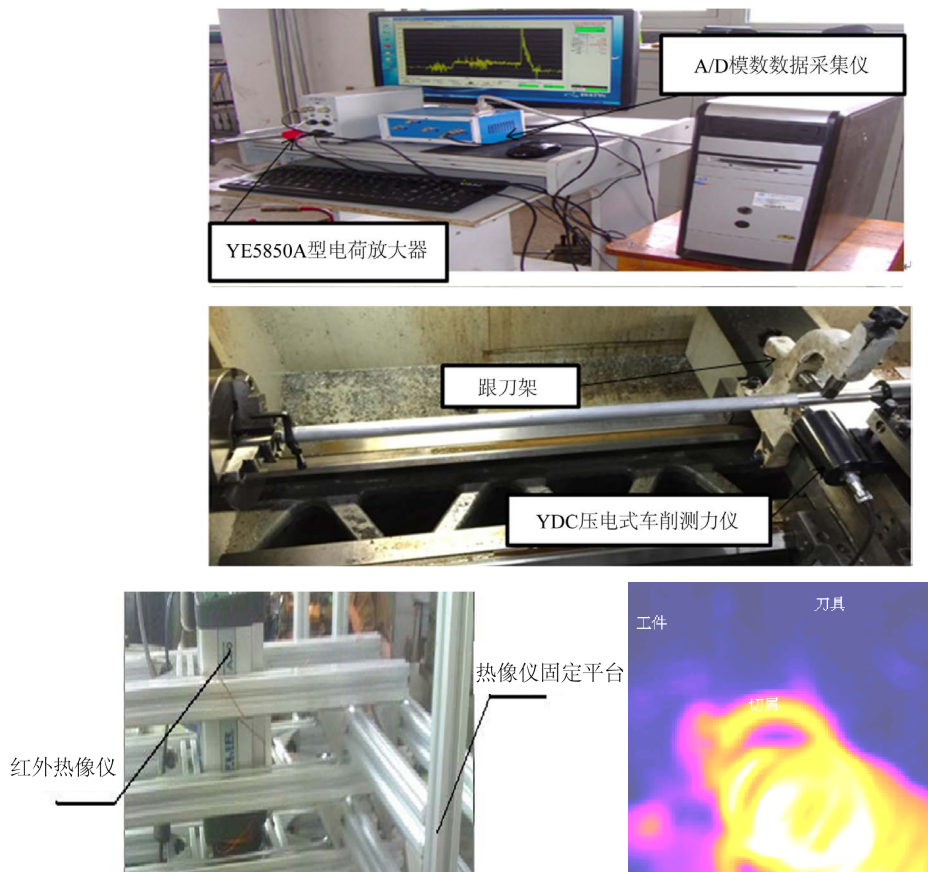 A/D模数数据采集仪
YE5850A型电荷放大器
跟刀架
YDC压电式车削测力仪
热像仪固定平台
红外热像仪
刀具
工件
切屑